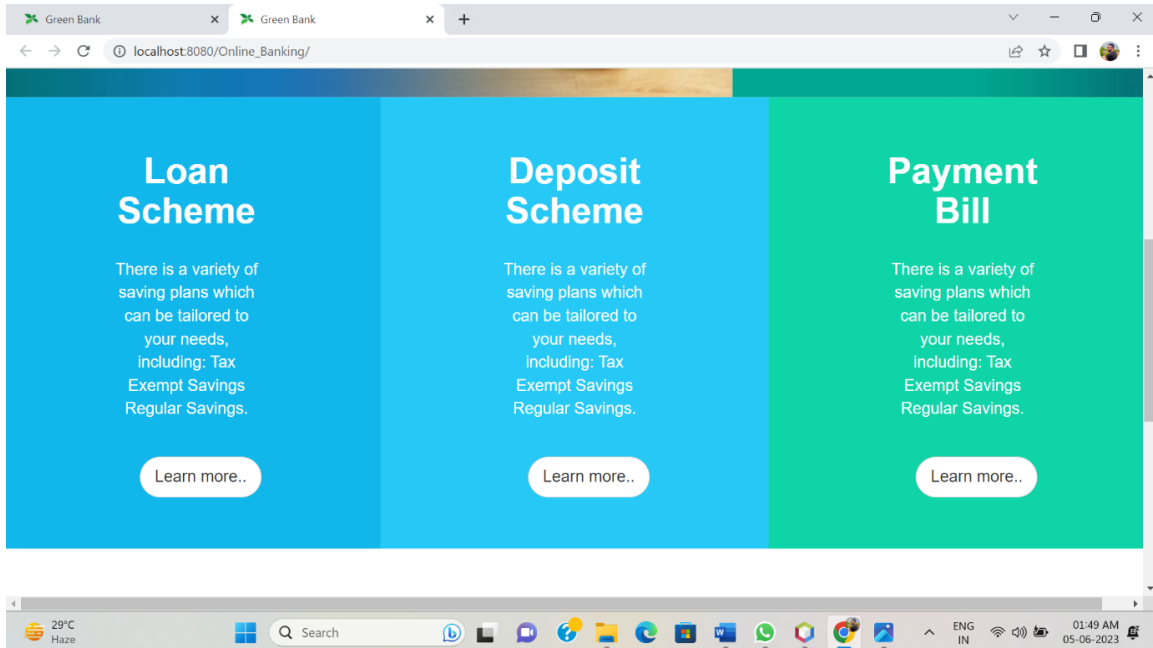 Green Bank
Green Bank
localhost:8080/Online_Banking/
Loan
Scheme
There is a variety of
saving plans which
can be tailored to
your needs,
including: Tax
Exempt Savings
Regular Savings.
Learn more..
Deposit
Scheme
There is a variety of
saving plans which
can be tailored to
your needs,
including: Tax
Exempt Savings
Regular Savings.
Learn more..
Payment
Bill
There is a variety of
saving plans which
can be tailored to
your needs,
including: Tax
Exempt Savings
Regular Savings.
Learn more..
29°C
Haze
Search
ENG
IN
01:49 AM
05-06-2023